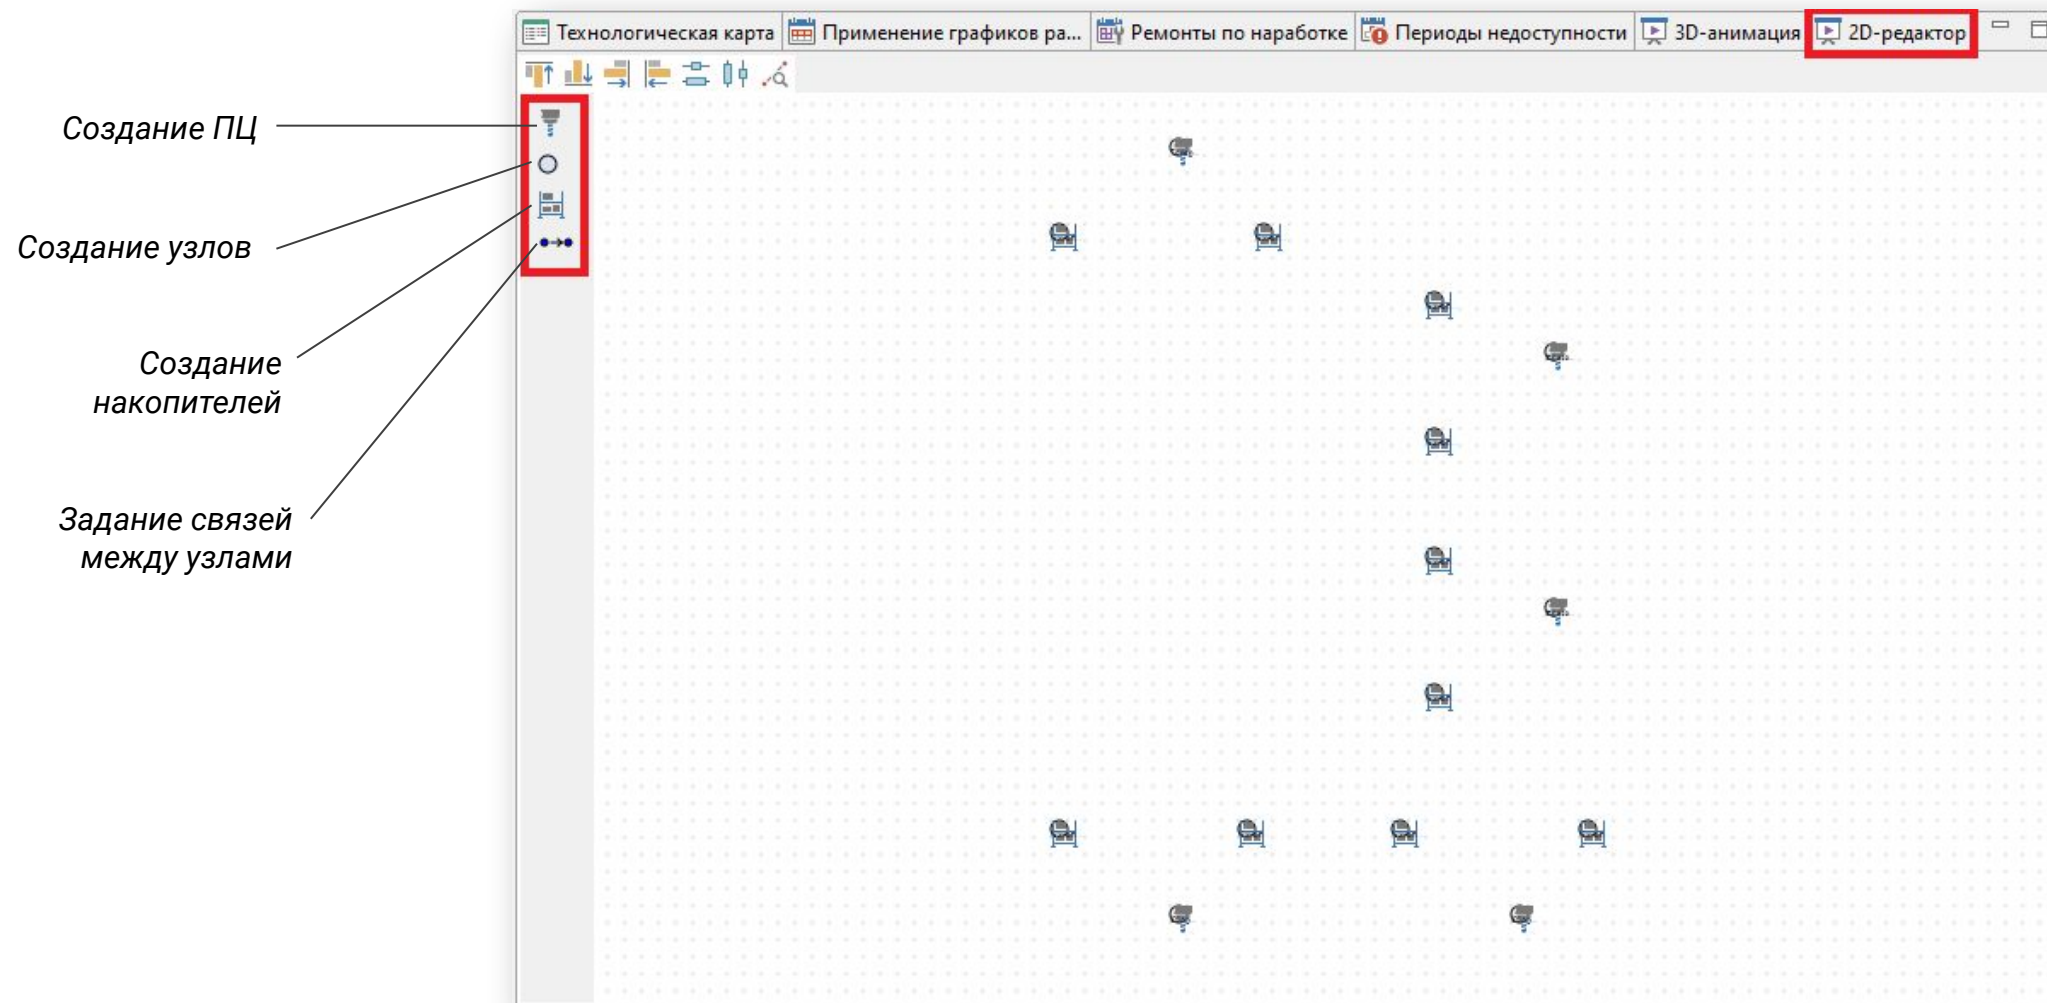 Технологическая карта
Применение графиков ра...
Ремонты по наработке
Периоды недоступности
3D-анимация
2D-редактор
Создание ПЦ
Создание узлов
Создание
накопителей
Задание связей
между узлами